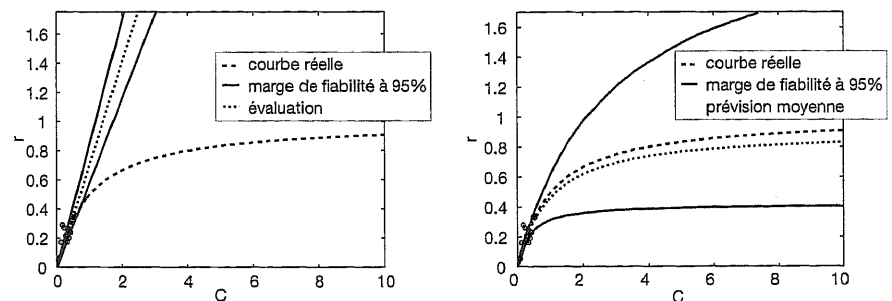 1.6
1.4
1.2
1
0.8
0.6
0.4
0.2
0
r
0 2 4 6 8 10
C
courbe réelle
marge de fiabilité à 95%
évaluation
1.6
1.4
1.2
1
0.8
0.6
0.4
0.2
0
r
0 2 4 6 8 10
C
courbe réelle
marge de fiabilité à 95%
prévision moyenne